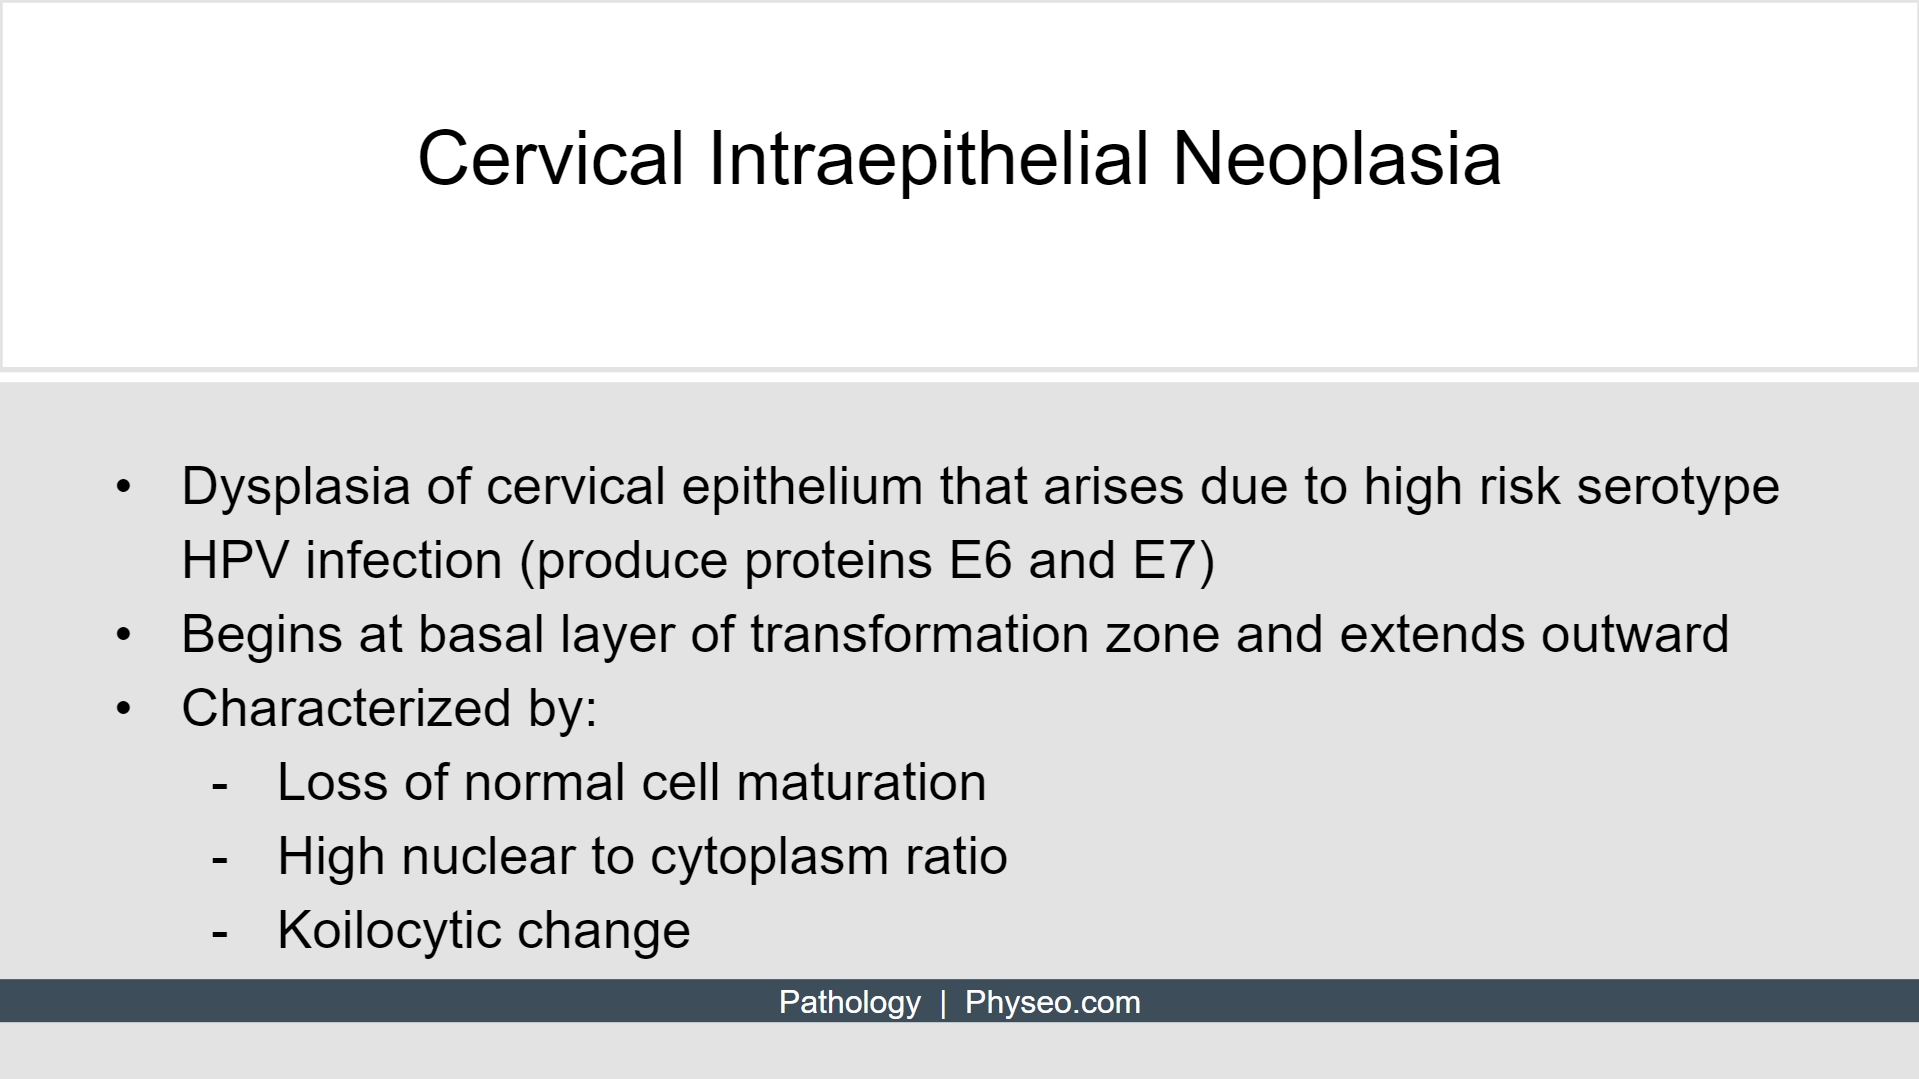 Cervical Intraepithelial Neoplasia
• Dysplasia of cervical epithelium that arises due to high risk serotype
HPV infection (produce proteins E6 and E7)
• Begins at basal layer of transformation zone and extends outward
• Characterized by:
- Loss of normal cell maturation
- High nuclear to cytoplasm ratio
- Koilocytic change
Pathology | Physeo.com